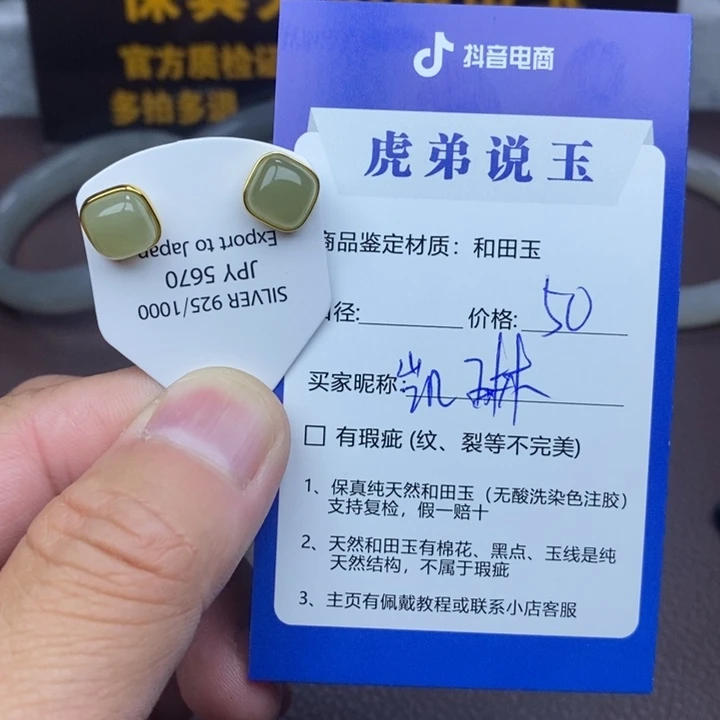 官方质检证
多拍多退
抖音电商
虎弟说玉
商品鉴定材质：和田玉
径:________ 价格: 50
买家昵称: 凯琳
□ 有瑕疵 (纹、裂等不完美)
1、保真纯天然和田玉（无酸洗染色注胶）
支持复检，假一赔十
2、天然和田玉有棉花、黑点、玉线是纯
天然结构，不属于瑕疵
3、主页有佩戴教程或联系小店客服
SILVER 925/1000
JPY 5670
Export to Japan